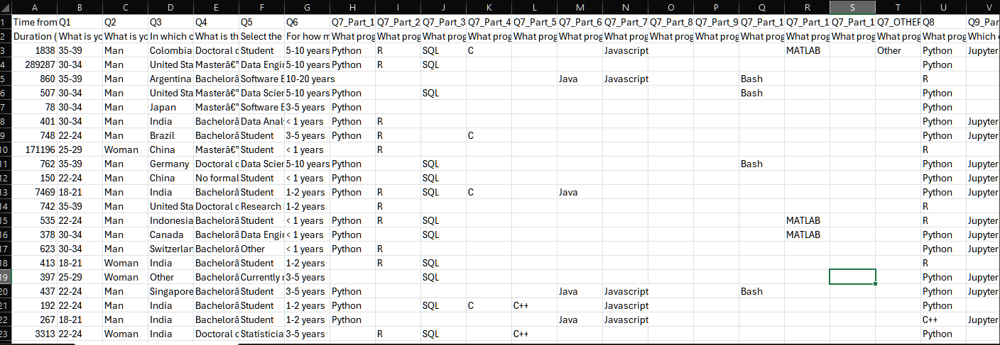 A B C D E F G H I J K L M N O P Q R S T U V
1 Time from Q1 Q2 Q3 Q4 Q5 Q6 Q7_Part_1 Q7_Part_2 Q7_Part_3 Q7_Part_4 Q7_Part_5 Q7_Part_6 Q7_Part_7 Q7_Part_8 Q7_Part_9 Q7_Part_1 Q7_Part_1 Q7_Part_1 Q7_OTHER Q8 Q9_Par
2 Duration ( What is yo What is yo In which c What is th Select the For how m What prog What prog What prog What prog What prog What prog What prog What prog What prog What prog What prog What prog What prog What prog Which
3 1838 35-39 Man Colombia Doctoral c Student 5-10 years Python R SQL C Javascript MATLAB Other Python Jupyter
4 289287 30-34 Man United Sta Masterâ€™ Data Engi 5-10 years Python R SQL Python
5 860 35-39 Man Argentina Bachelorâ Software E 10-20 years Java Javascript Bash R
6 507 30-34 Man United Sta Masterâ€™ Data Scier 5-10 years Python SQL Bash Python
7 78 30-34 Man Japan Masterâ€™ Software E 3-5 years Python Python
8 401 30-34 Man India Bachelorâ Data Anal < 1 years Python R Python Jupyter
9 748 22-24 Man Brazil Bachelorâ Student 3-5 years Python R C Python Jupyter
10 171196 25-29 Woman China Masterâ€™ Student < 1 years R R
11 762 35-39 Man Germany Doctoral c Data Scier 5-10 years Python SQL Bash Python Jupyter
12 150 22-24 Man China No formal Student < 1 years Python SQL Python Jupyter
13 7469 18-21 Man India Bachelorâ Student 1-2 years Python R SQL C Java Python Jupyter
14 742 35-39 Man United Sta Doctoral c Research 1-2 years R R
15 535 22-24 Man Indonesia Bachelorâ Student < 1 years Python R SQL MATLAB R Jupyter
16 378 30-34 Man Canada Bachelorâ Data Engi < 1 years Python SQL MATLAB Python Jupyter
17 623 30-34 Man Switzerlan Bachelorâ Other < 1 years Python R Python Jupyter
18 413 18-21 Woman India Bachelorâ Student 1-2 years R SQL R
19 397 25-29 Woman Other Bachelorâ Currently 3-5 years SQL Python Jupyter
20 437 22-24 Man Singapore Bachelorâ Student 3-5 years Python Java Javascript Bash Python Jupyter
21 192 22-24 Man India Bachelorâ Student 1-2 years Python SQL C C++ Javascript Python
22 267 18-21 Man India Bachelorâ Student 1-2 years Python Java Javascript C++ Jupyter
23 3313 22-24 Woman India Doctoral c Statisticia 3-5 years R SQL C++ Python